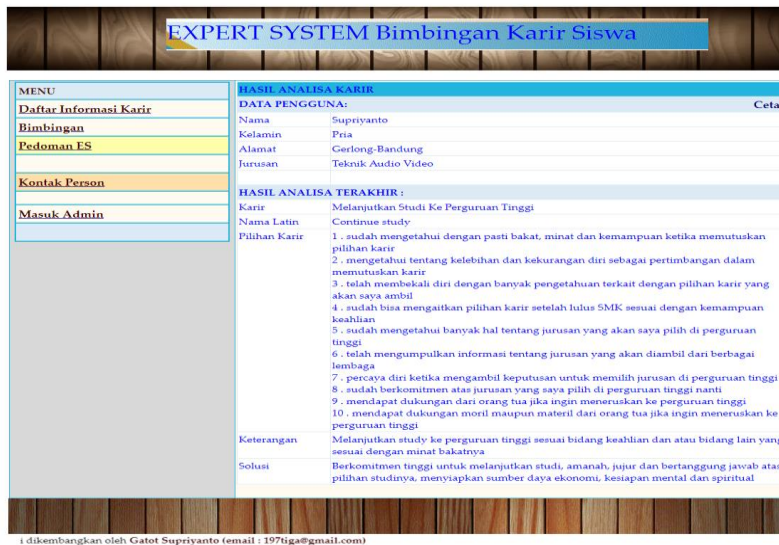 EXPERT SYSTEM Bimbingan Karir Siswa
MENU
Daftar Informasi Karir
Bimbingan
Pedoman ES
Kontak Person
Masuk Admin
HASIL ANALISA KARIR
DATA PENGGUNA:
Ceta
Nama Supriyanto
Kelamin Pria
Alamat Gerlong-Bandung
Jurusan Teknik Audio Video
HASIL ANALISA TERAKHIR :
Karir Melanjutkan Studi Ke Perguruan Tinggi
Nama Latin Continue study
Pilihan Karir 1 . sudah mengetahui dengan pasti bakat, minat dan kemampuan ketika memutuskan
pilihan karir
2 . mengetahui tentang kelebihan dan kekurangan diri sebagai pertimbangan dalam
memutuskan karir
3 . telah membekali diri dengan banyak pengetahuan terkait dengan pilihan karir yang
akan saya ambil
4 . sudah bisa mengaitkan pilihan karir setelah lulus SMK sesuai dengan kemampuan
keahlian
5 . sudah mengetahui banyak hal tentang jurusan yang akan saya pilih di perguruan
tinggi
6 . telah mengumpulkan informasi tentang jurusan yang akan diambil dari berbagai
lembaga
7 . percaya diri ketika mengambil keputusan untuk memilih jurusan di perguruan tinggi
8 . sudah berkomitmen atas jurusan yang saya pilih di perguruan tinggi nanti
9 . mendapat dukungan dari orang tua jika ingin meneruskan ke perguruan tinggi
10 . mendapat dukungan moril maupun materil dari orang tua jika ingin meneruskan ke
perguruan tinggi
Keterangan Melanjutkan study ke perguruan tinggi sesuai bidang keahlian dan atau bidang lain yang
sesuai dengan minat bakatnya
Solusi Berkomitmen tinggi untuk melanjutkan studi, amanah, jujur dan bertanggung jawab atas
pilihan studinya, menyiapkan sumber daya ekonomi, kesiapan mental dan spiritual
i dikembangkan oleh Gatot Supriyanto (email : 197tiga@gmail.com)